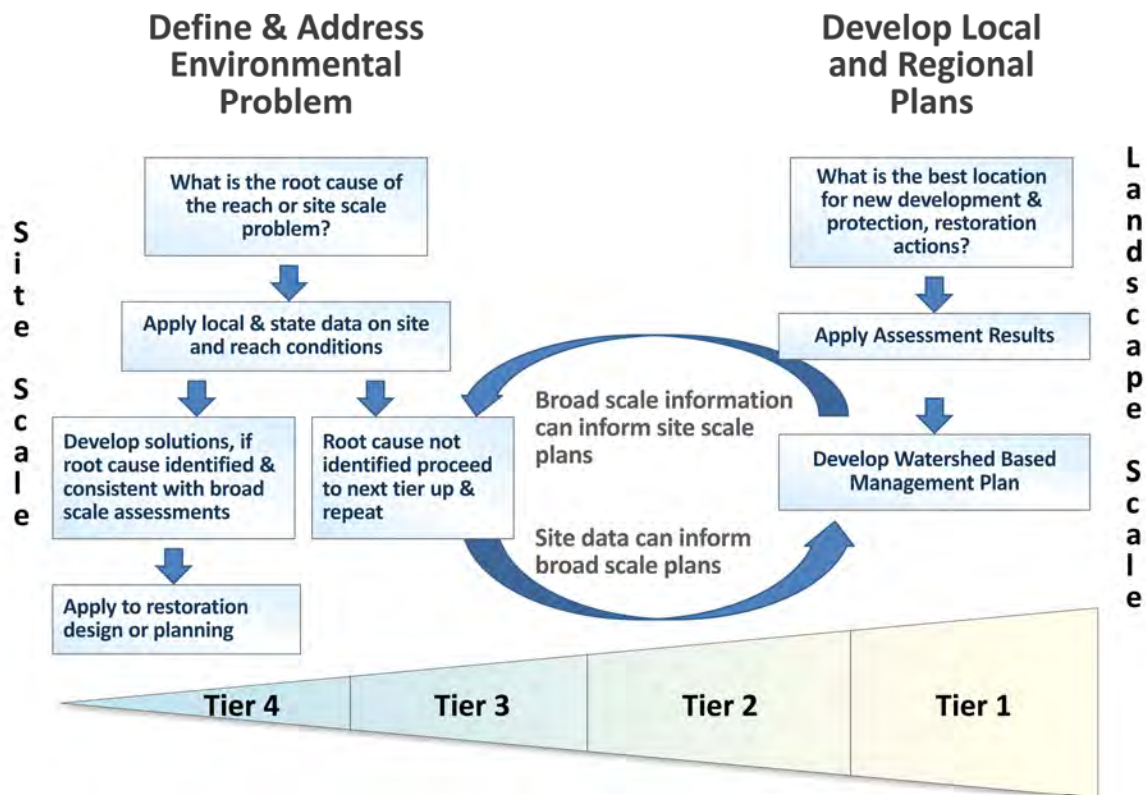 Define & Address
Environmental
Problem
Develop Local
and Regional
Plans
Site Scale
What is the root cause of
the reach or site scale
problem?
Apply local & state data on site
and reach conditions
Develop solutions, if
root cause identified &
consistent with broad
scale assessments
Root cause not
identified proceed
to next tier up &
repeat
Apply to restoration
design or planning
Broad scale information
can inform site scale
plans
Site data can inform
broad scale plans
What is the best location
for new development &
protection, restoration
actions?
Apply Assessment Results
Develop Watershed Based
Management Plan
Landscape Scale
Tier 4
Tier 3
Tier 2
Tier 1